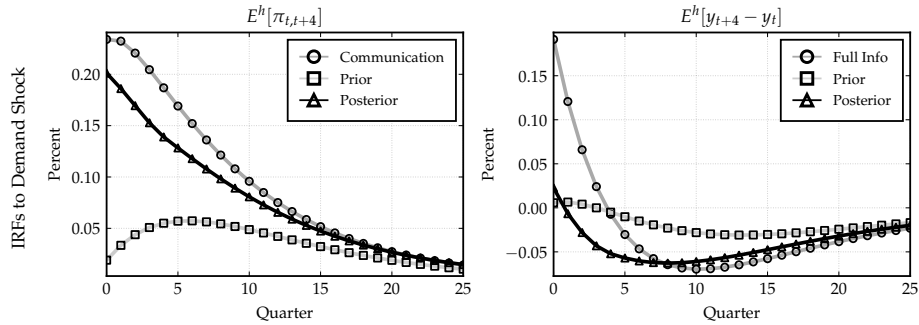 E^h[π_{t,t+4}]
E^h[y_{t+4} − y_t]
IRFs to Demand Shock
Percent
0.20
0.15
0.10
0.05
Communication
Prior
Posterior
0 5 10 15 20 25
Quarter
Percent
0.15
0.10
0.05
0.00
−0.05
Full Info
Prior
Posterior
0 5 10 15 20 25
Quarter